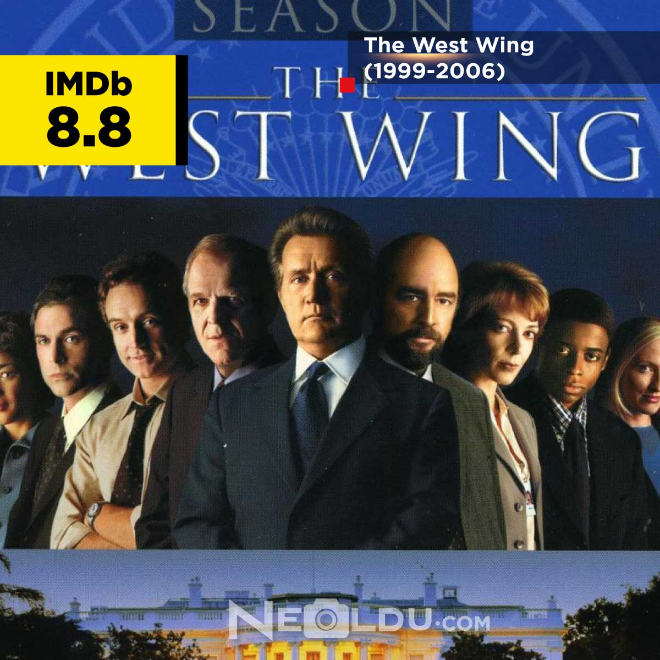 SEASON
The West Wing
(1999-2006)
IMDb
8.8
THE
WEST WING
NEOLDU.COM